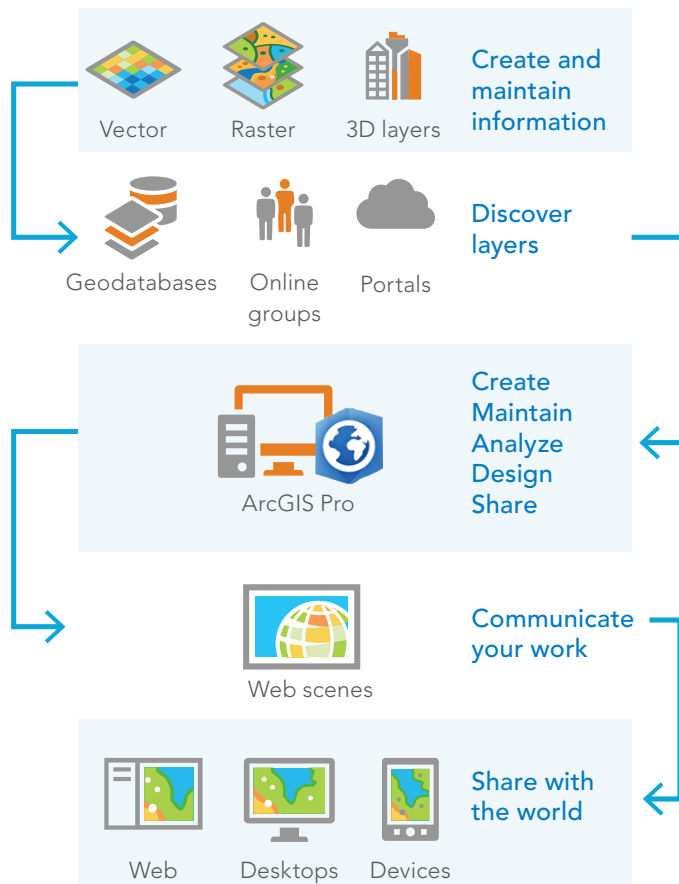 Vector
Raster
3D layers
Create and
maintain
information
Geodatabases
Online
groups
Portals
Discover
layers
ArcGIS Pro
Create
Maintain
Analyze
Design
Share
Web scenes
Communicate
your work
Web
Desktops
Devices
Share with
the world